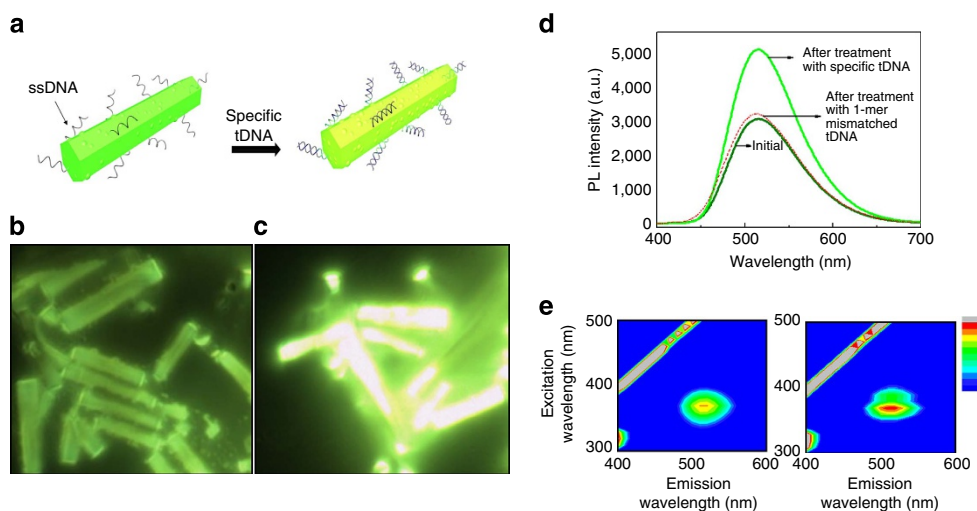 a
ssDNA
Specific
tDNA
b
c
d
PL intensity (a.u.)
5,000
4,000
3,000
2,000
1,000
0
400
500
600
700
Wavelength (nm)
After treatment
with specific tDNA
After treatment
with 1-mer
mismatched
tDNA
Initial
e
Excitation
wavelength (nm)
500
400
300
400
600
Emission
wavelength (nm)
500
400
300
400
600
Emission
wavelength (nm)